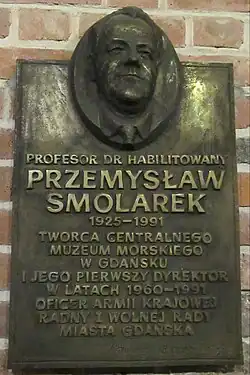 PROFESOR DR HABILITOWANY
PRZEMYSŁAW
SMOLAREK
1925-1991
TWÓRCA CENTRALNEGO
MUZEUM MORSKIEGO
W GDAŃSKU
I JEGO PIERWSZY DYREKTOR
W LATACH 1960-1991
OFICER ARMII KRAJOWEJ
RADNY I WOLNEJ RADY
MIASTA GDAŃSKA